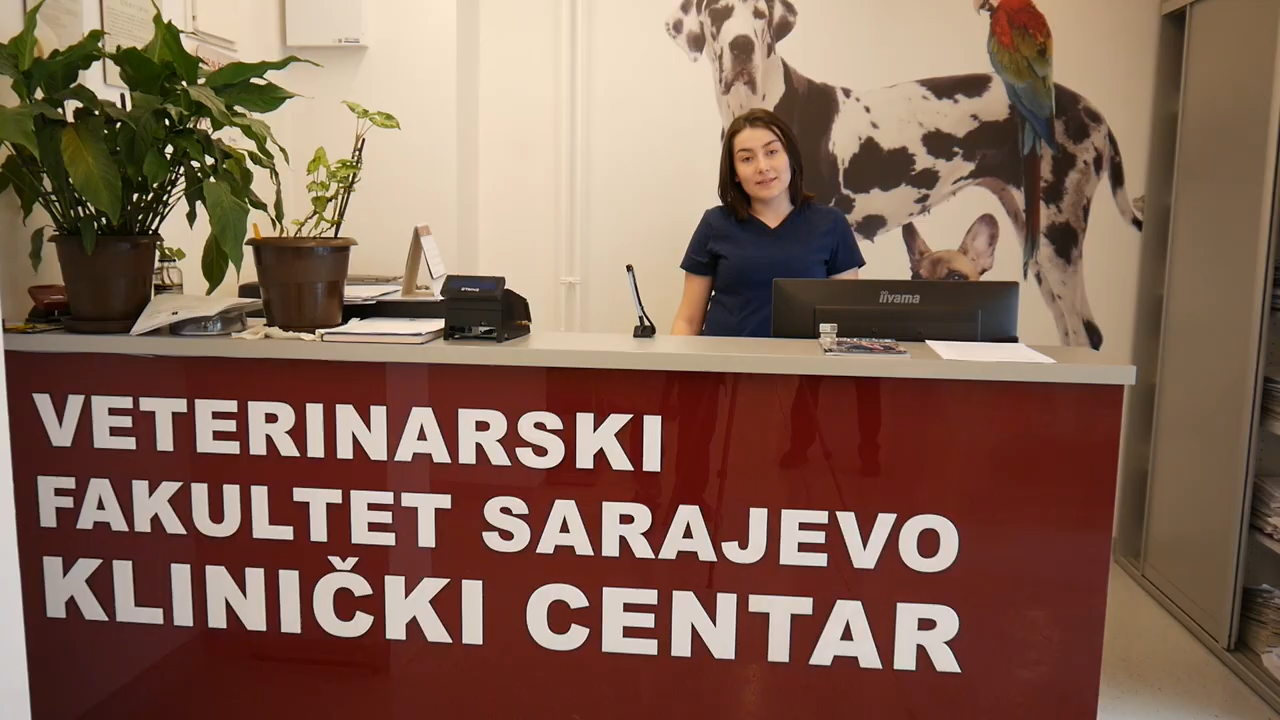 VETERINARSKI
FAKULTET SARAJEVO
KLINIČKI CENTAR
iiyama